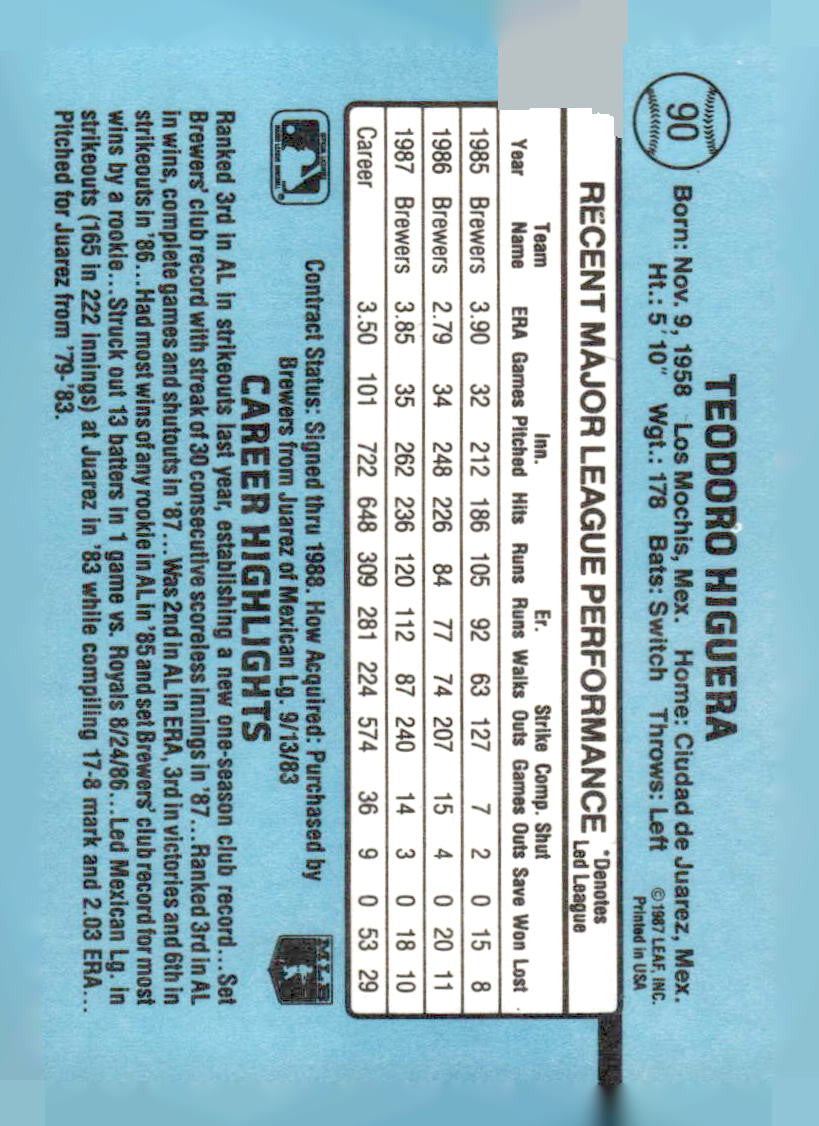 90
TEODORO HIGUERA
Born: Nov. 9, 1958 Los Mochis, Mex. Home: Ciudad de Juarez, Mex.
Ht.: 5'10" Wgt.: 178 Bats: Switch Throws: Left
©1987 LEAF, INC.
Printed in USA
RECENT MAJOR LEAGUE PERFORMANCE *Denotes
Led League
Team Inn. Er. Strike Comp. Shut
Year Name ERA Games Pitched Hits Runs Runs Walks Outs Games Outs Save Won Lost
1985 Brewers 3.90 32 212 186 105 92 63 127 7 2 0 15 8
1986 Brewers 2.79 34 248 226 84 77 74 207 15 4 0 20 11
1987 Brewers 3.85 35 262 236 120 112 87 240 14 3 0 18 10
Career 3.50 101 722 648 309 281 224 574 36 9 0 53 29
Contract Status: Signed thru 1988. How Acquired: Purchased by
Brewers from Juarez of Mexican Lg. 9/13/83
MLB
CAREER HIGHLIGHTS
Ranked 3rd in AL in strikeouts last year, establishing a new one-season club record...Set
Brewers' club record with streak of 30 consecutive scoreless innings in '87...Ranked 3rd in AL
in wins, complete games and shutouts in '87...Was 2nd in AL in ERA, 3rd in victories and 6th in
strikeouts in '86...Had most wins of any rookie in AL in '85 and set Brewers' club record for most
wins by a rookie...Struck out 13 batters in 1 game vs. Royals 8/24/86...Led Mexican Lg. in
strikeouts (165 in 222 innings) at Juarez in '83 while compiling 17-8 mark and 2.03 ERA...
Pitched for Juarez from '79-'83.